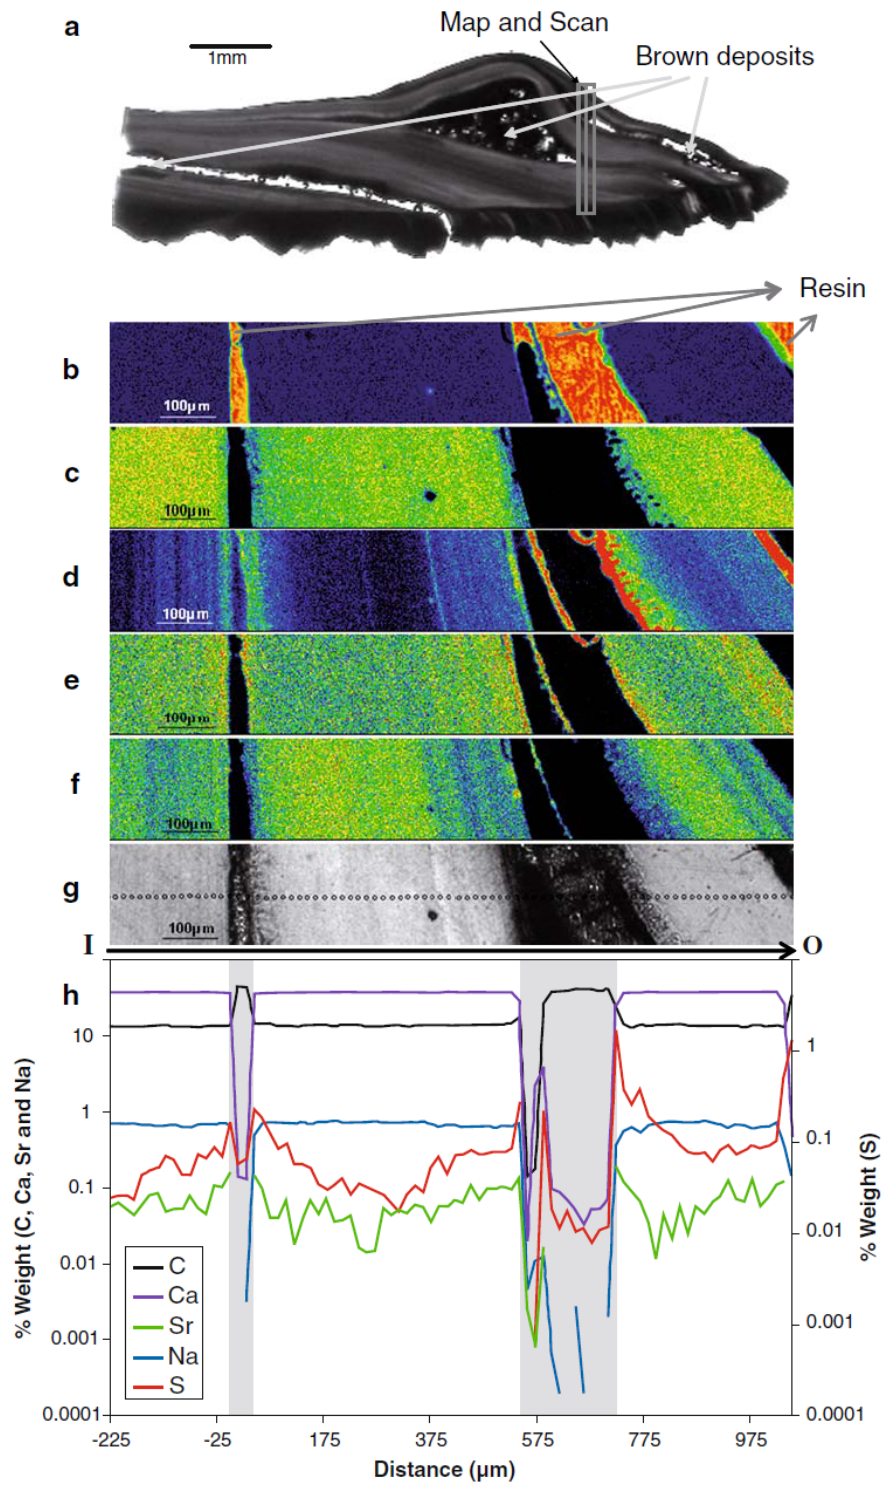 a
Map and Scan
1mm
Brown deposits
Resin
b
100µm
c
100µm
d
100µm
e
100µm
f
100µm
g
100µm
I
O
h
10
1
0.1
0.01
0.001
0.0001
1
0.1
0.01
0.001
0.0001
% Weight (C, Ca, Sr and Na)
% Weight (S)
C
Ca
Sr
Na
S
-225
-25
175
375
575
775
975
Distance (µm)